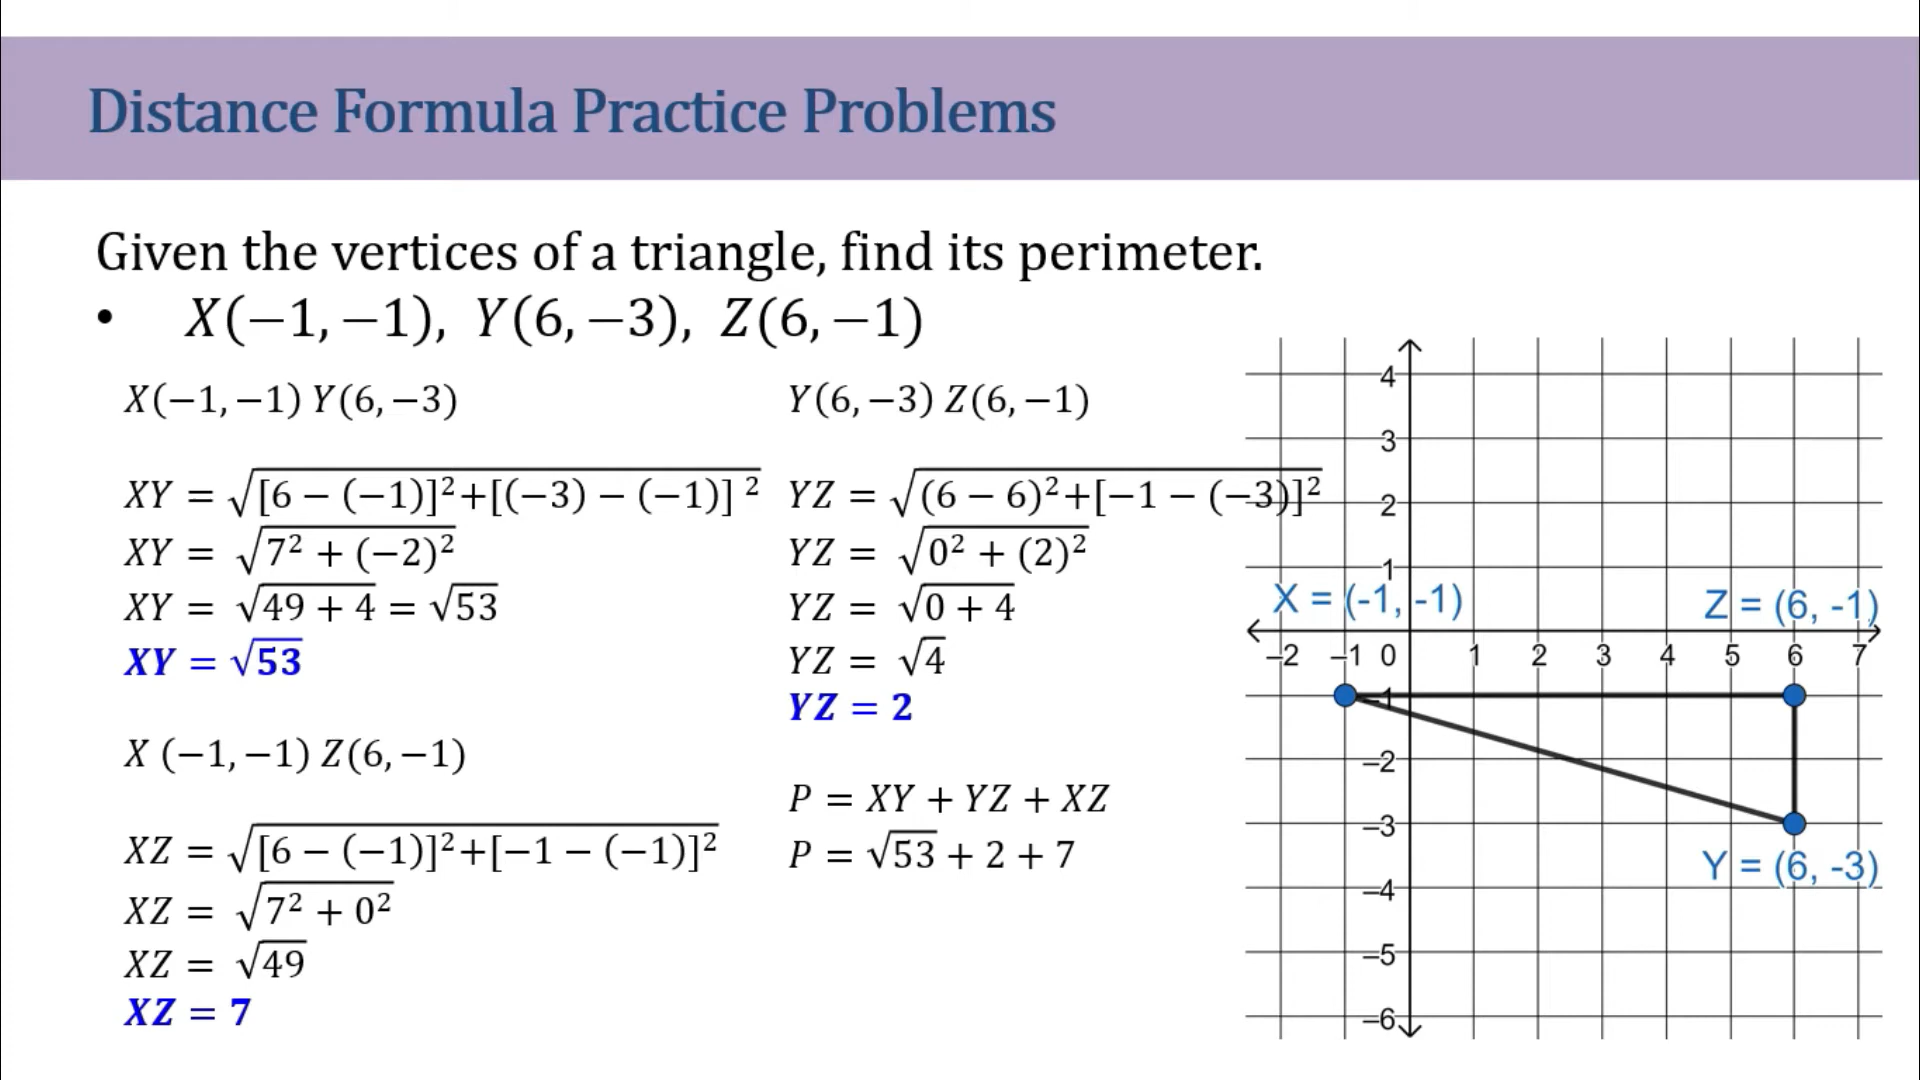 Distance Formula Practice Problems
Given the vertices of a triangle, find its perimeter.
• X(−1, −1), Y(6, −3), Z(6, −1)
X(−1, −1) Y(6, −3)
XY = √[6 − (−1)]²+[(−3) − (−1)] ²
XY = √7² + (−2)²
XY = √49 + 4 = √53
XY = √53
X (−1, −1) Z(6, −1)
XZ = √[6 − (−1)]²+[−1 − (−1)]²
XZ = √7² + 0²
XZ = √49
XZ = 7
Y(6, −3) Z(6, −1)
YZ = √(6 − 6)²+[−1 − (−3)]²
YZ = √0² + (2)²
YZ = √0 + 4
YZ = √4
YZ = 2
P = XY + YZ + XZ
P = √53 + 2 + 7
4
3
2
1
X = (-1, -1) Z = (6, -1)
−2 −1 0 1 2 3 4 5 6 7
−1
−2
−3
Y = (6, -3)
−4
−5
−6